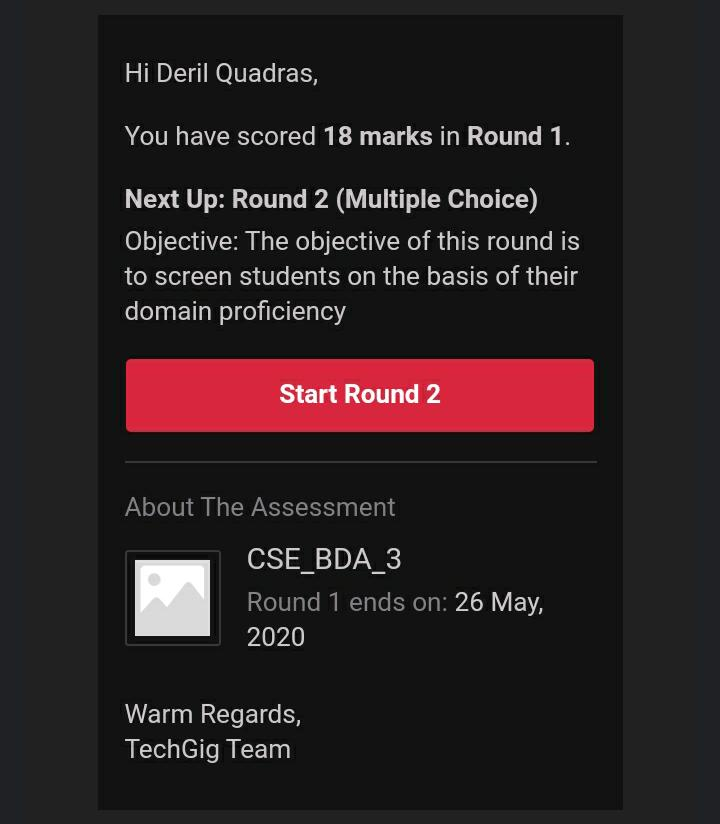 Hi Deril Quadras,
You have scored 18 marks in Round 1.
Next Up: Round 2 (Multiple Choice)
Objective: The objective of this round is
to screen students on the basis of their
domain proficiency
Start Round 2
About The Assessment
CSE_BDA_3
Round 1 ends on: 26 May,
2020
Warm Regards,
TechGig Team